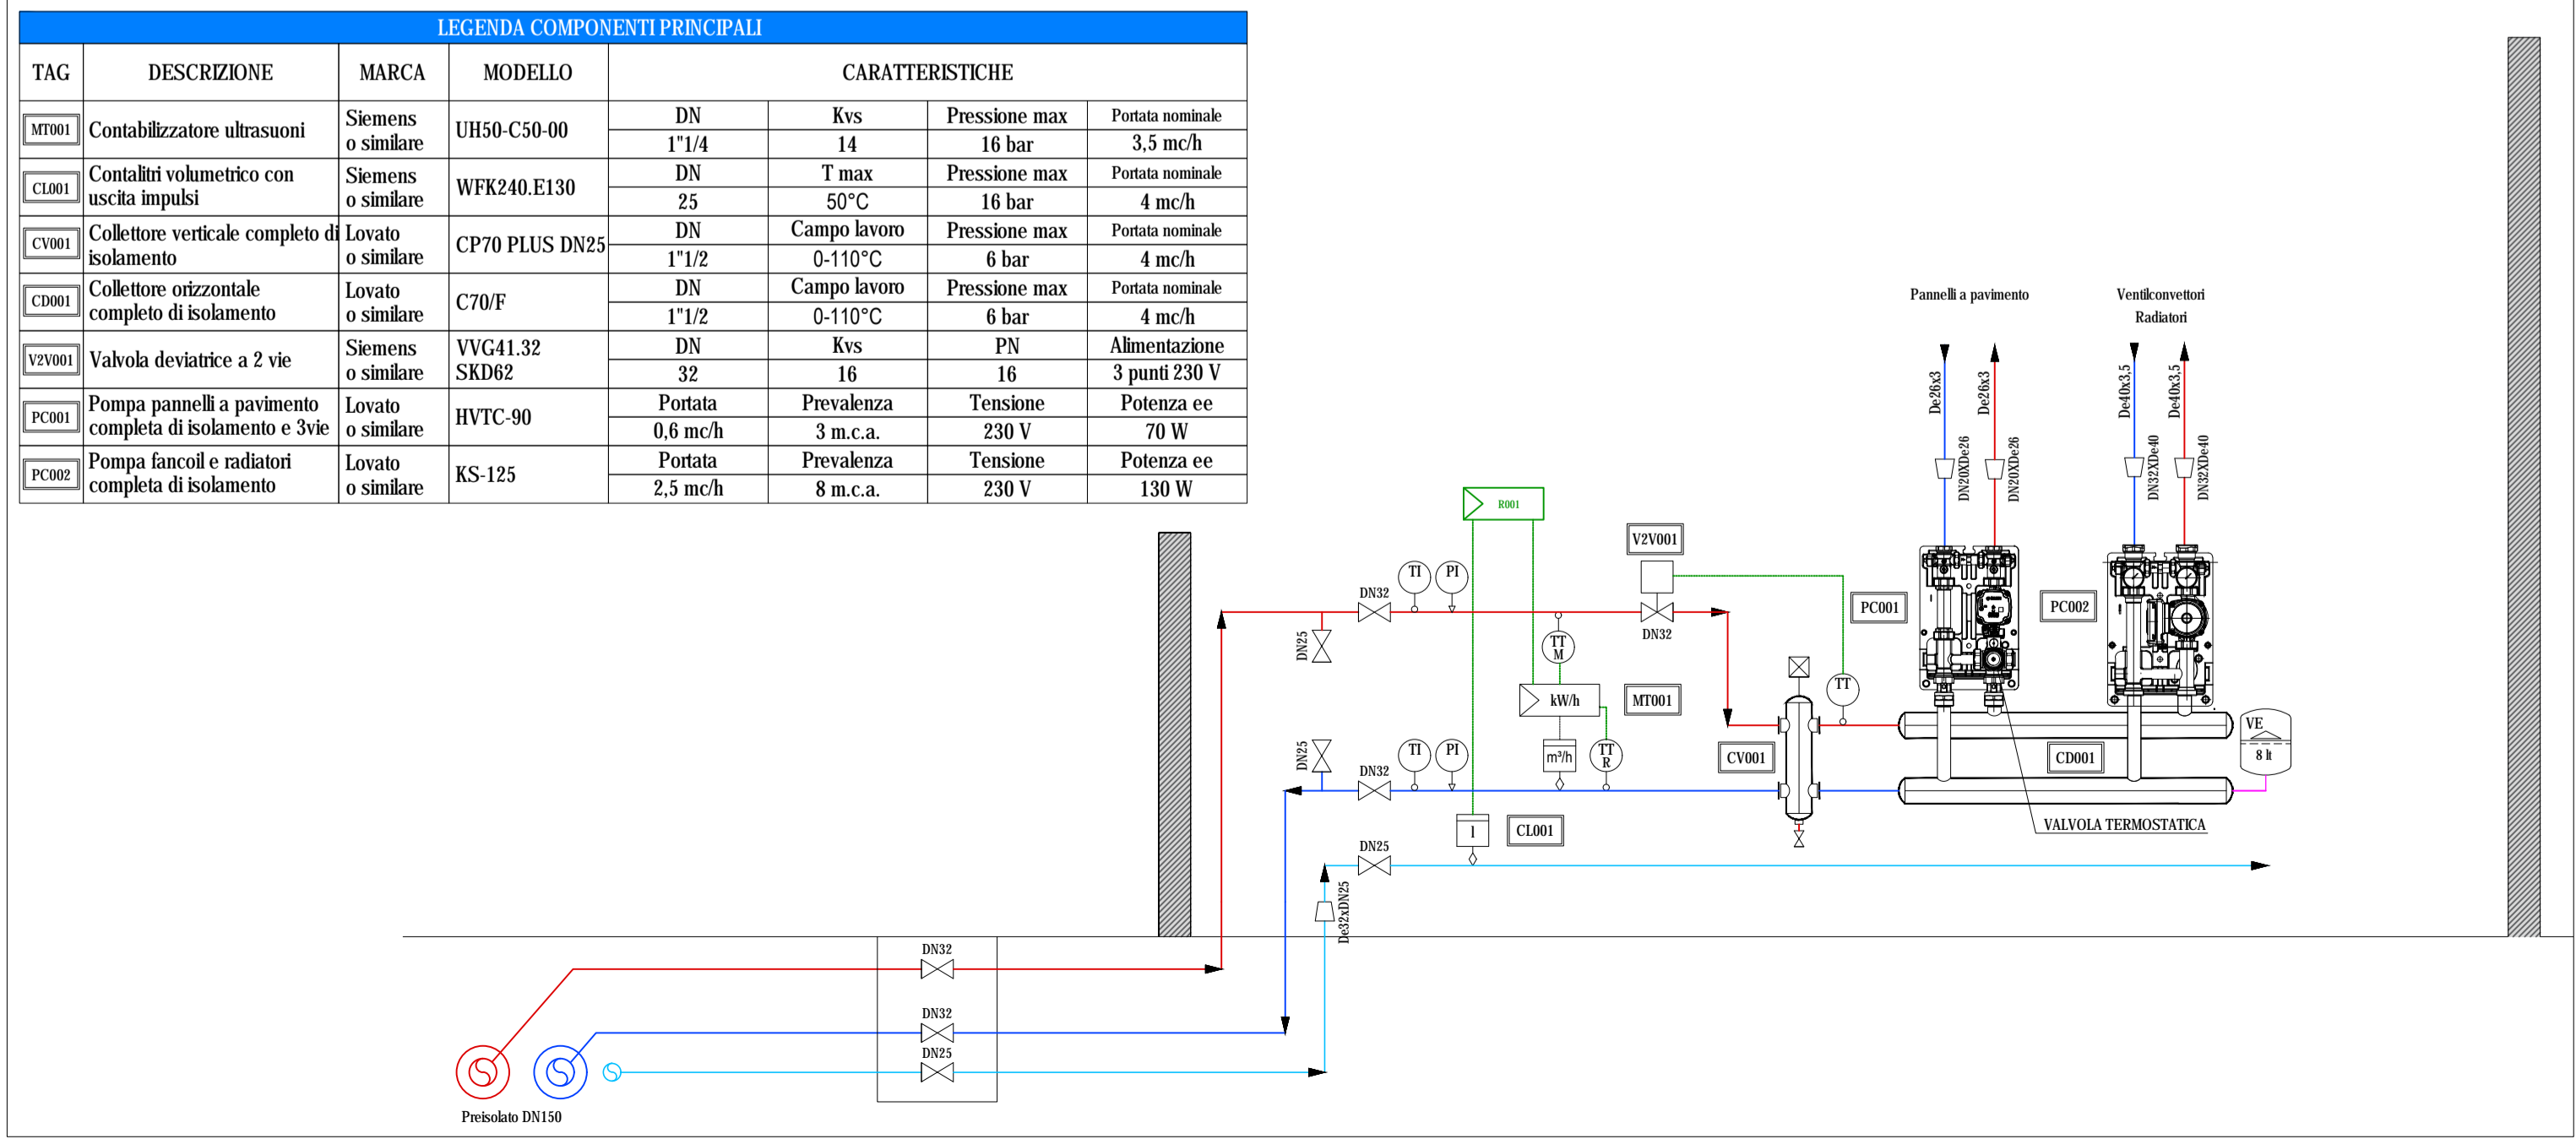 LEGENDA COMPONENTI PRINCIPALI
TAG DESCRIZIONE MARCA MODELLO CARATTERISTICHE
MT001 Contabilizzatore ultrasuoni Siemens o similare UH50-C50-00 DN Kvs Pressione max Portata nominale
1"1/4 14 16 bar 3,5 mc/h
CL001 Contalitri volumetrico con uscita impulsi Siemens o similare WFK240.E130 DN T max Pressione max Portata nominale
25 50°C 16 bar 4 mc/h
CV001 Collettore verticale completo di isolamento Lovato o similare CP70 PLUS DN25 DN Campo lavoro Pressione max Portata nominale
1"1/2 0-110°C 6 bar 4 mc/h
CD001 Collettore orizzontale completo di isolamento Lovato o similare C70/F DN Campo lavoro Pressione max Portata nominale
1"1/2 0-110°C 6 bar 4 mc/h
V2V001 Valvola deviatrice a 2 vie Siemens o similare VVG41.32 SKD62 DN Kvs PN Alimentazione
32 16 16 3 punti 230 V
PC001 Pompa pannelli a pavimento completa di isolamento e 3vie Lovato o similare HVTC-90 Portata Prevalenza Tensione Potenza ee
0,6 mc/h 3 m.c.a. 230 V 70 W
PC002 Pompa fancoil e radiatori completa di isolamento Lovato o similare KS-125 Portata Prevalenza Tensione Potenza ee
2,5 mc/h 8 m.c.a. 230 V 130 W
Pannelli a pavimento
Ventilconvettori
Radiatori
De26x3
De26x3
De40x3,5
De40x3,5
DN20XDe26
DN20XDe26
DN32XDe40
DN32XDe40
R001
V2V001
TI
PI
DN32
DN25
TT
M
DN32
PC001
PC002
kW/h
MT001
TT
VE
8 lt
DN25
DN32
TI
PI
m³/h
TT
R
CV001
CD001
l
CL001
VALVOLA TERMOSTATICA
DN25
De32xDN25
DN32
DN32
DN25
Preisolato DN150